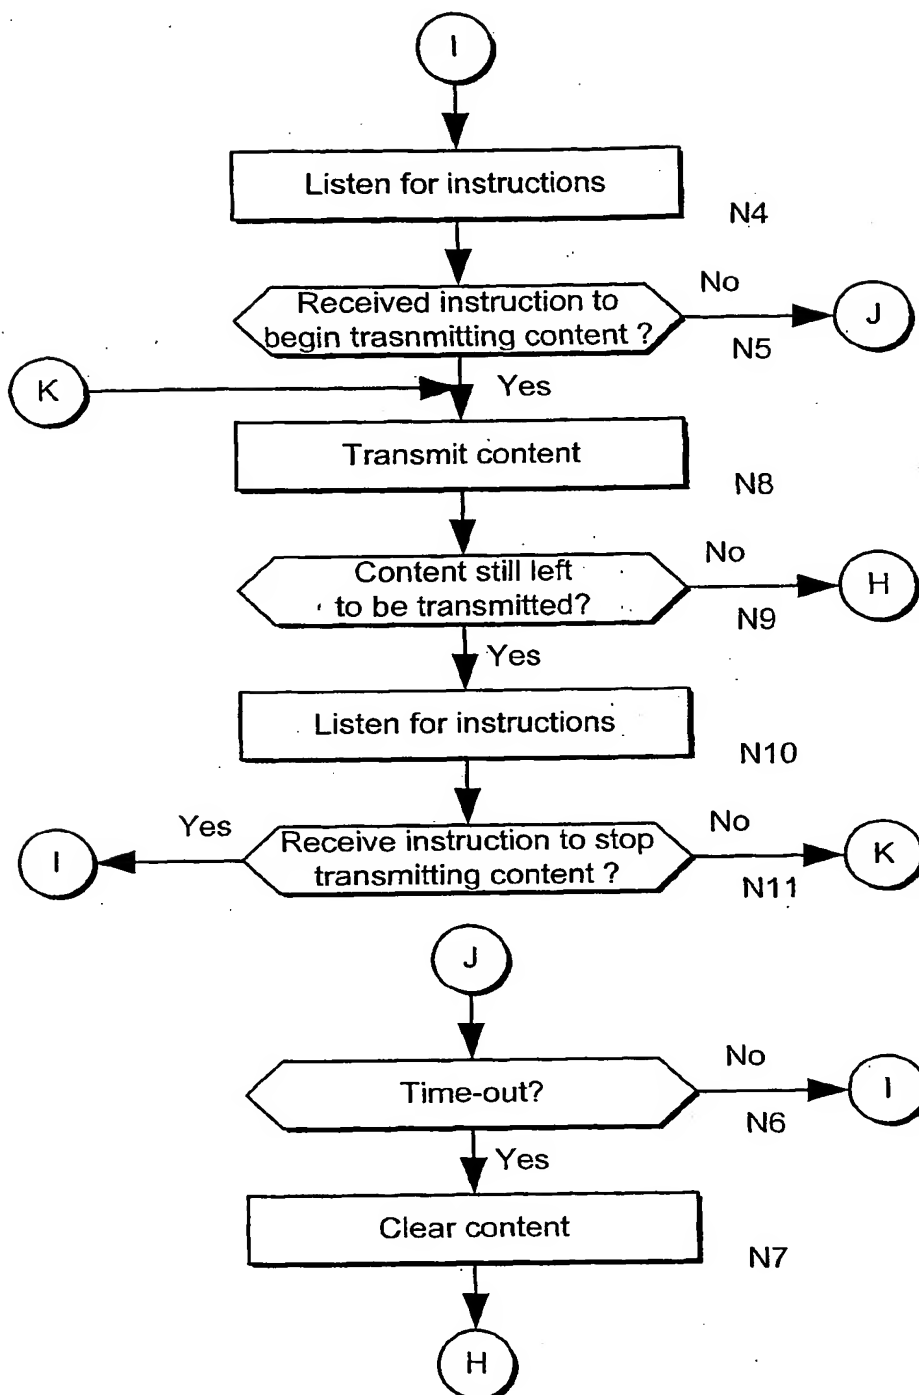 I
Listen for instructions
N4
Received instruction to
begin trasnmitting content ?
No
N5
J
K
Yes
Transmit content
N8
Content still left
to be transmitted?
No
N9
H
Yes
Listen for instructions
N10
Receive instruction to stop
transmitting content ?
Yes
I
No
N11
K
J
Time-out?
No
N6
I
Yes
Clear content
N7
H